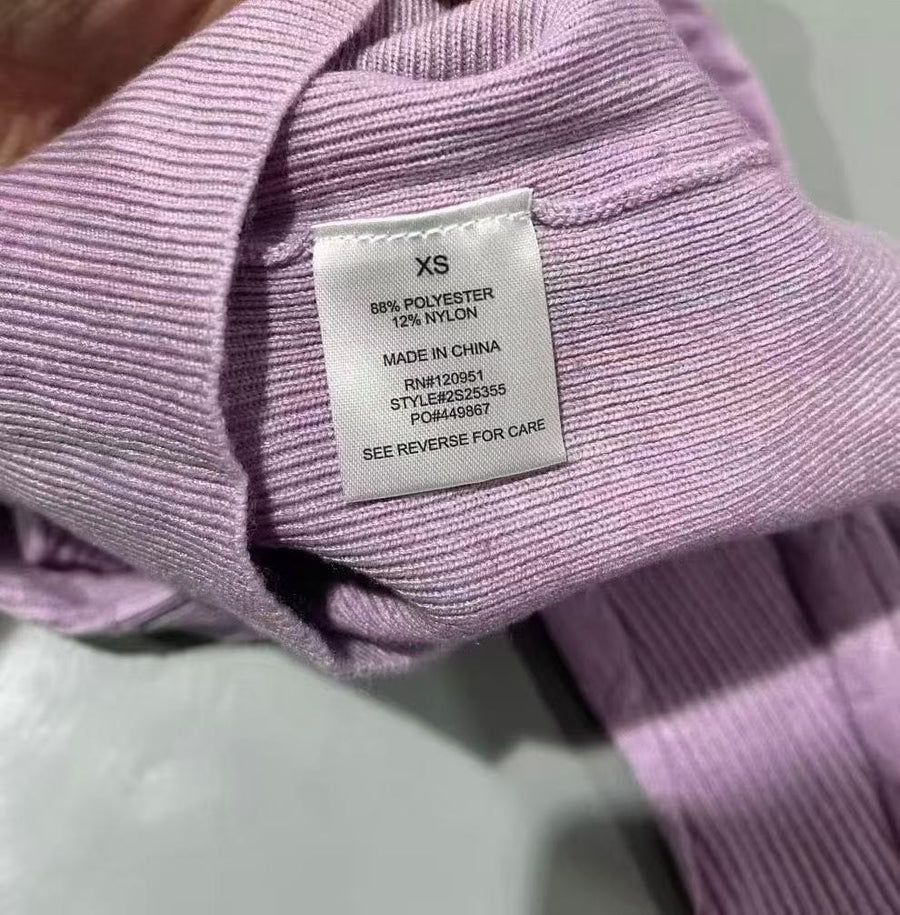 XS
88% POLYESTER
12% NYLON
MADE IN CHINA
RN#120951
STYLE#2S25355
PO#449867
SEE REVERSE FOR CARE